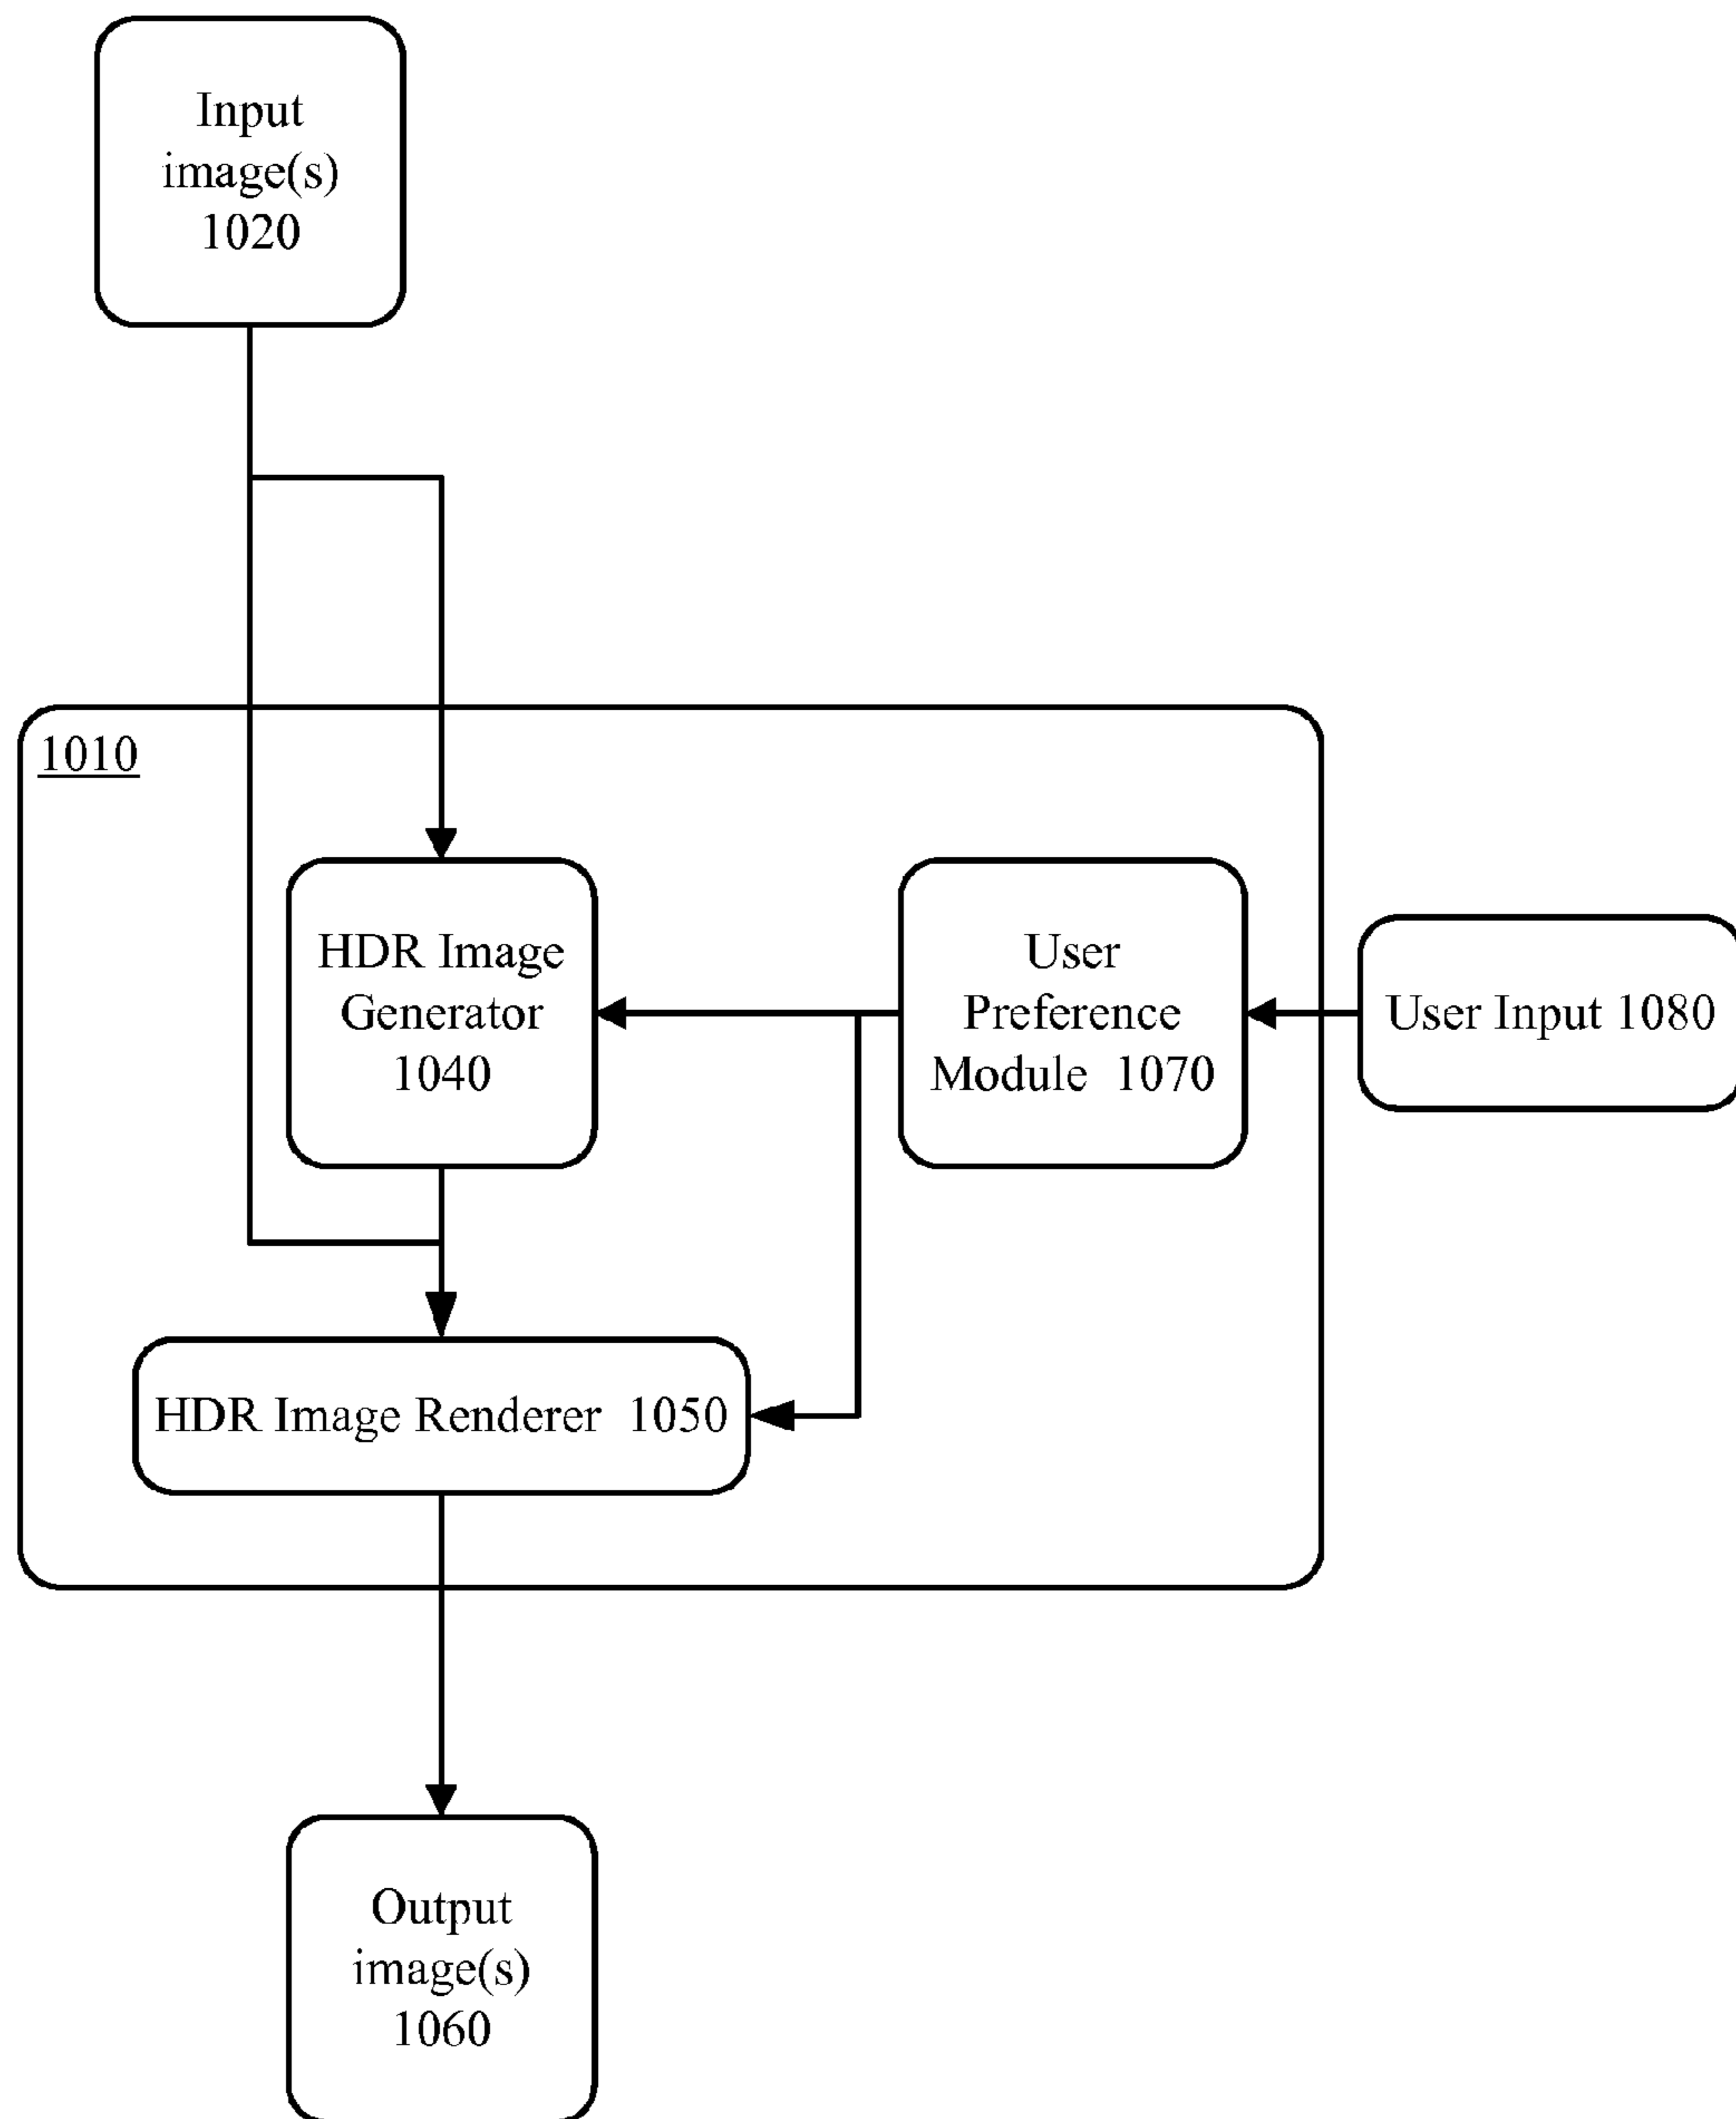 Input
image(s)
1020
1010
HDR Image
Generator
1040
User
Preference
Module 1070
User Input 1080
HDR Image Renderer 1050
Output
image(s)
1060